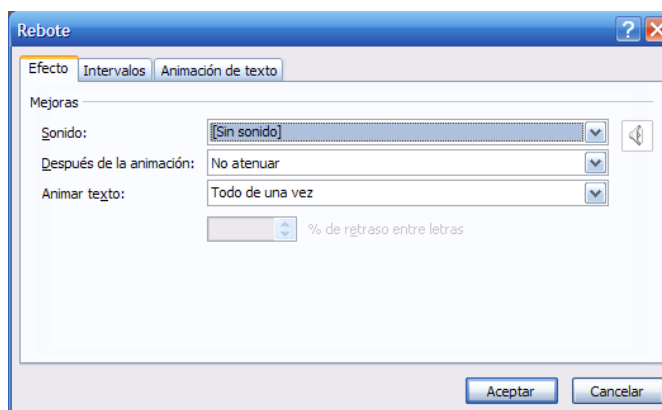 Rebote
Efecto Intervalos Animación de texto
Mejoras
Sonido: [Sin sonido]
Después de la animación: No atenuar
Animar texto: Todo de una vez
% de retraso entre letras
Aceptar Cancelar